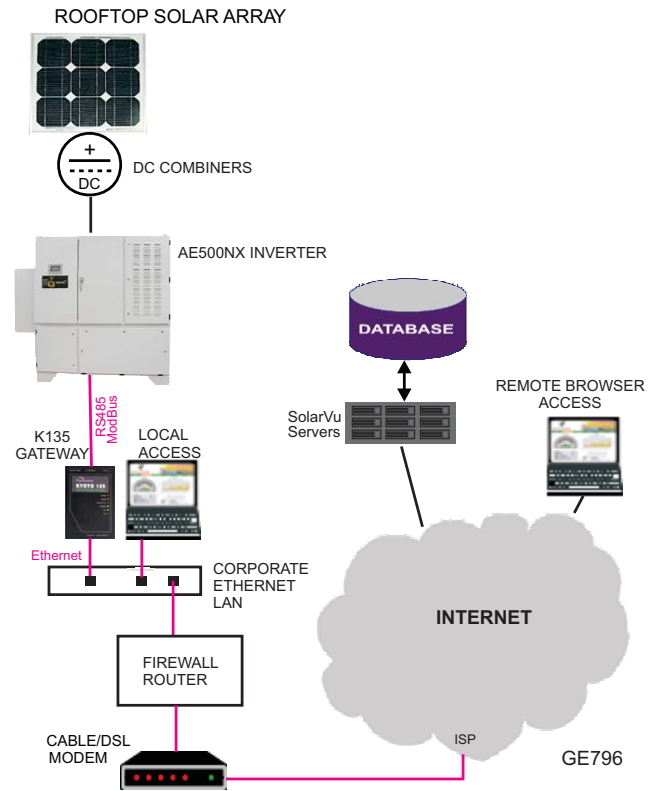 ROOFTOP SOLAR ARRAY
+
DC
DC COMBINERS
AE500NX INVERTER
RS485
ModBus
K135
GATEWAY
LOCAL
ACCESS
KYOTO 135
Ethernet
CORPORATE
ETHERNET
LAN
FIREWALL
ROUTER
CABLE/DSL
MODEM
DATABASE
SolarVu
Servers
REMOTE BROWSER
ACCESS
INTERNET
ISP
GE796